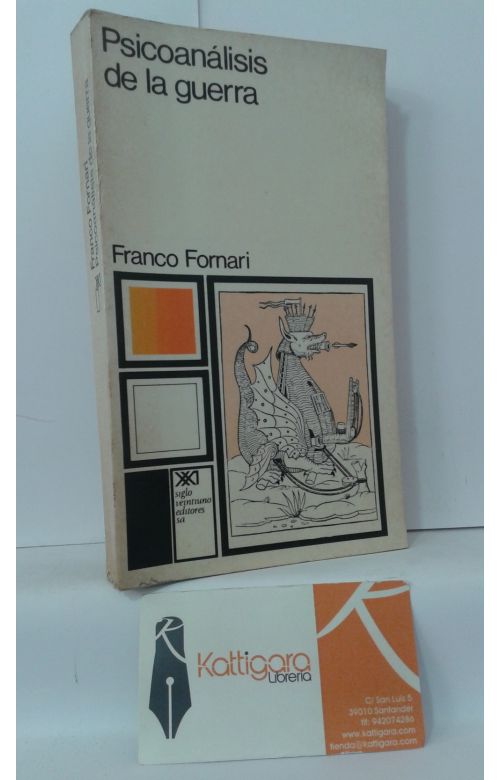 Psicoanálisis
de la guerra
Franco Fornari
siglo
veintiuno
editores
sa
Franco Fornari
Psicoanálisis de la guerra
Kattigara
Librería
C/ San Luis 5
39010 Santander
tlf: 942074286
www.kattigara.com
tienda@kattigara.com